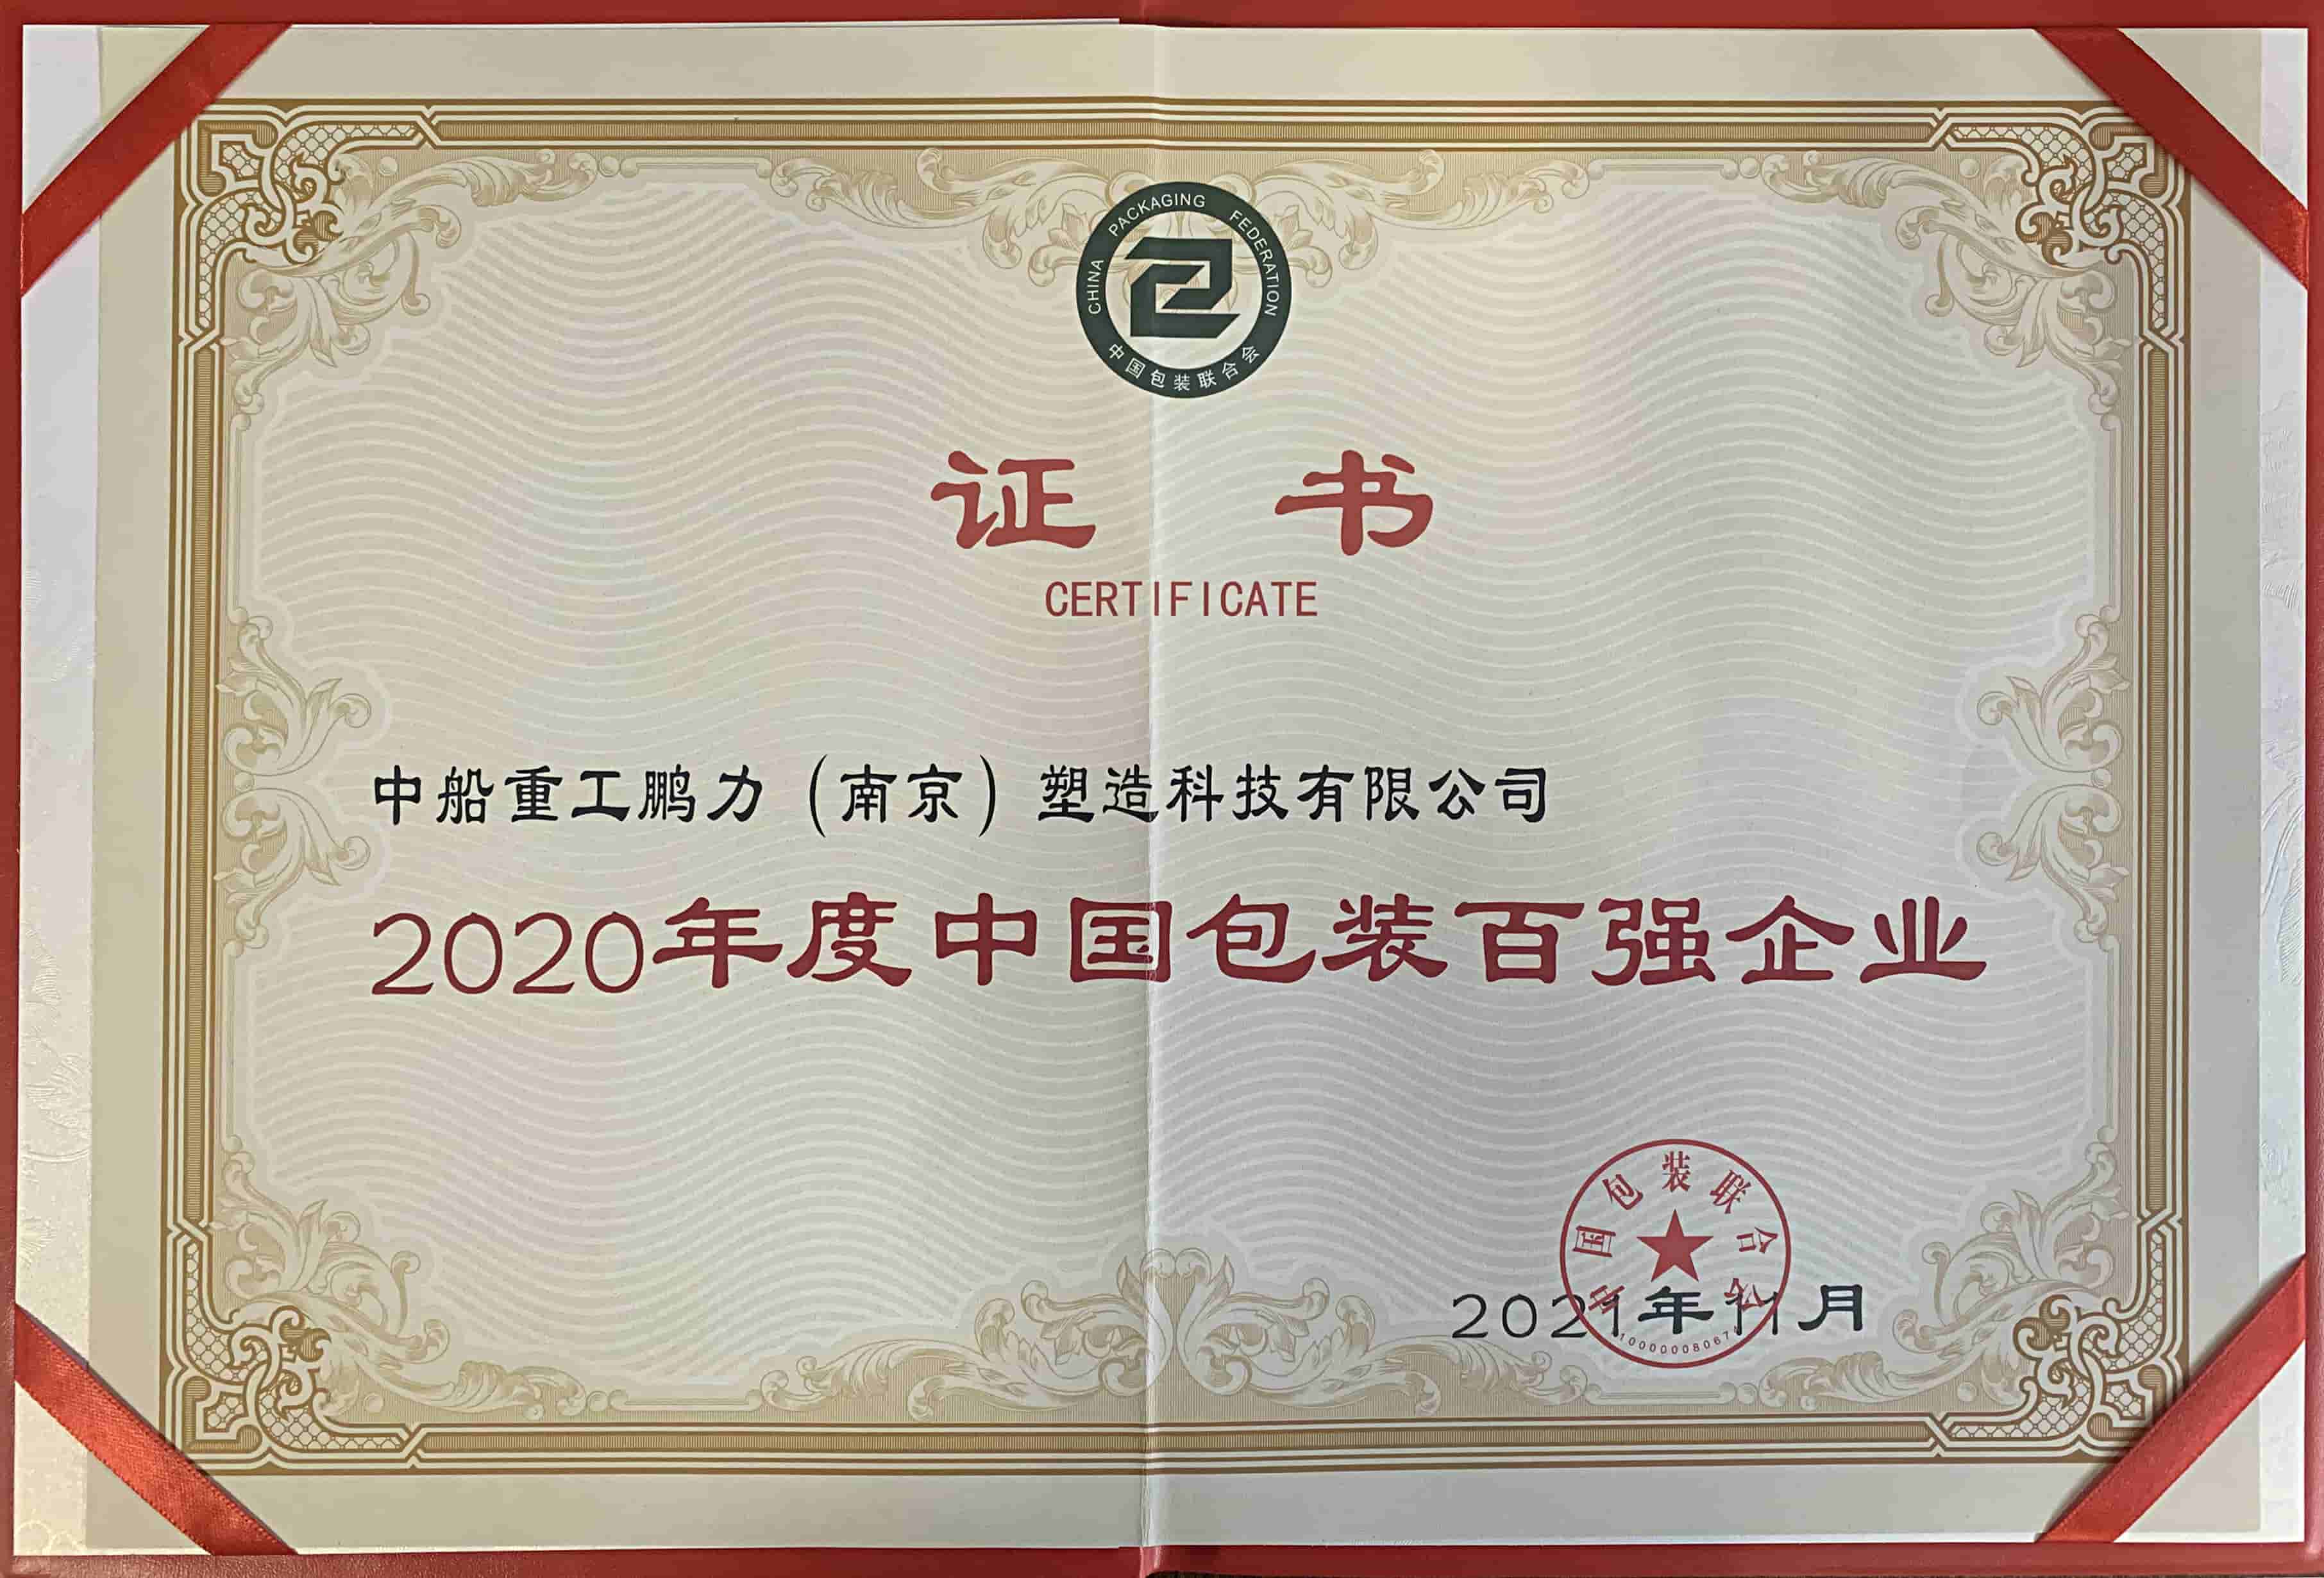 CHINA PACKAGING FEDERATION
中国包装联合会
证 书
CERTIFICATE
中船重工鹏力（南京）塑造科技有限公司
2020年度中国包装百强企业
中国包装联合会
2021年11月